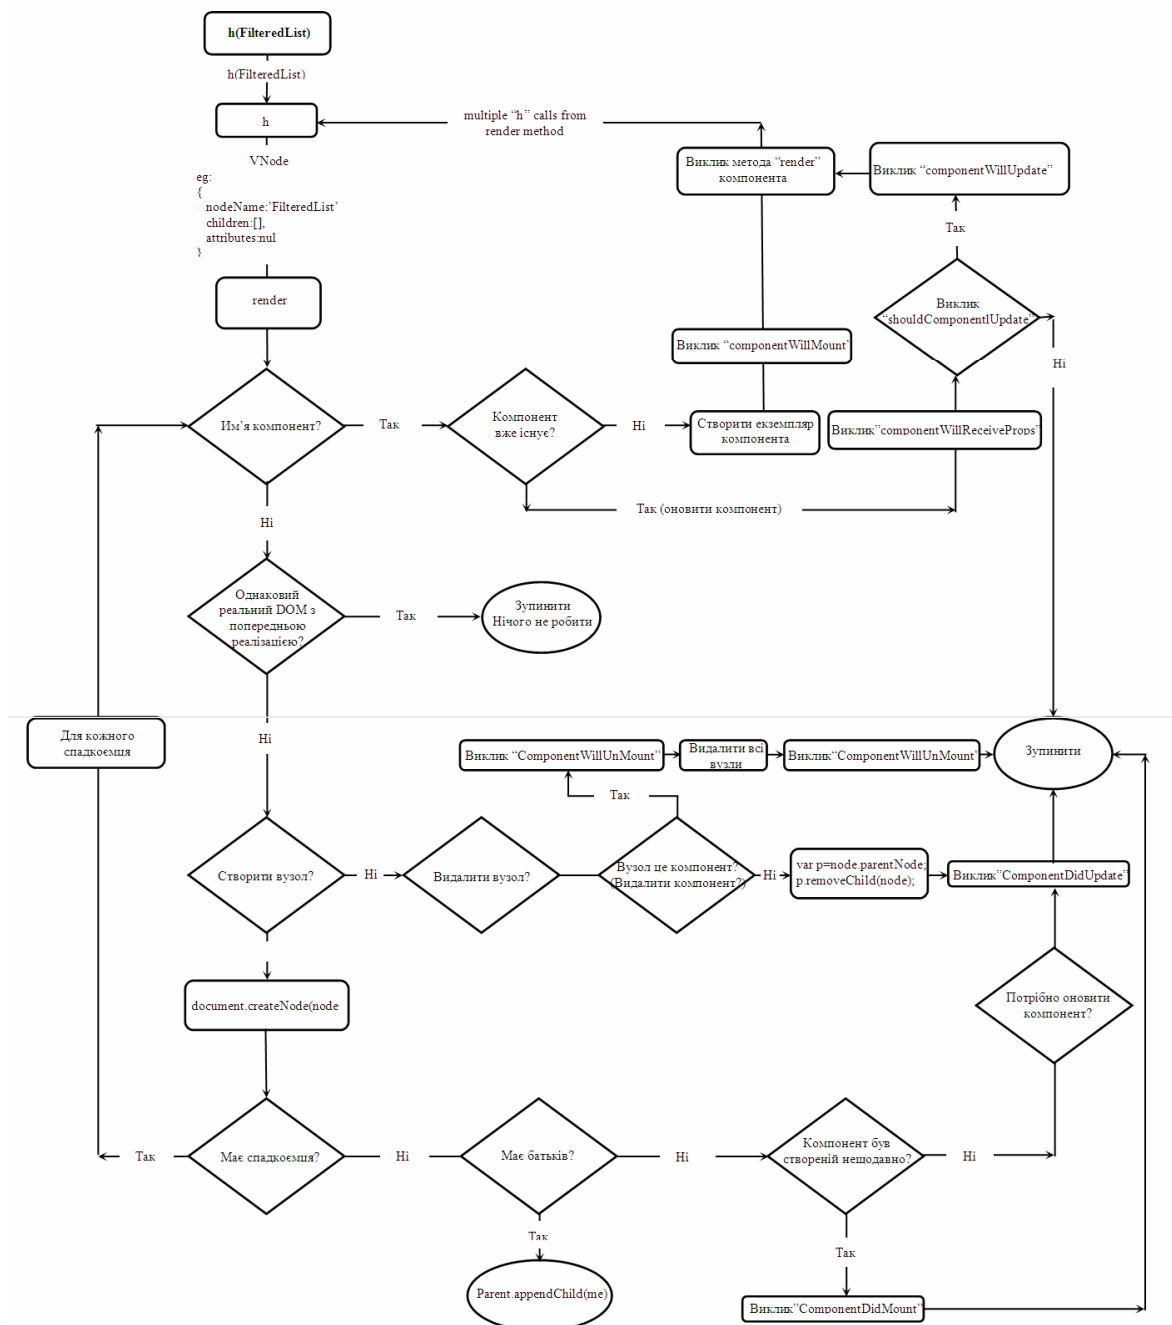 h(FilteredList)
h(FilteredList)
h
multiple “h” calls from
render method
VNode
eg:
{
nodeName:’FilteredList’
children:[],
attributes:nul
}
render
Виклик метода “render”
компонента
Виклик “componentWillUpdate”
Так
Виклик
“shouldComponentlUpdate”
Ні
Виклик “componentWillMount”
Им’я компонент?
Так
Компонент
вже існує?
Ні
Створити екземпляр
компонента
Виклик”componentWillReceiveProps”
Так (оновити компонент)
Ні
Однаковий
реальний DOM з
попередньою
реалізацією?
Так
Зупинити
Нічого не робити
Для кожного
спадкоємця
Ні
Виклик “ComponentWillUnMount”
Видалити всі
вузли
Виклик“ComponentWillUnMount”
Зупинити
Так
Створити вузол?
Ні
Видалити вузол?
Вузол це компонент?
(Видалити компонент?)
Ні
var p=node.parentNode;
p.removeChild(node);
Виклик”ComponentDidUpdate”
document.createNode(node
Потрібно оновити
компонент?
Так
Має спадкоємця?
Ні
Має батьків?
Ні
Компонент був
створеній нещодавно?
Ні
Так
Так
Parent.appendChild(me)
Виклик”ComponentDidMount”